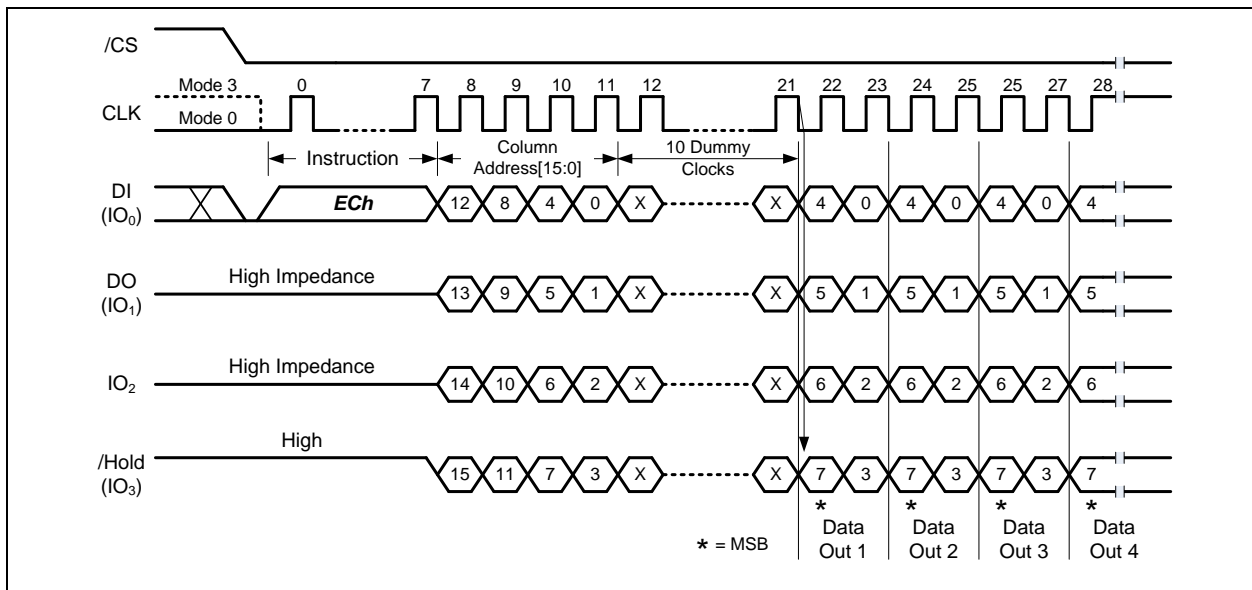 /CS
Mode 3 0 7 8 9 10 11 12 21 22 23 24 25 25 27 28
CLK
Mode 0
Instruction Column Address[15:0] 10 Dummy Clocks
DI (IO0) ECh 12 8 4 0 X X 4 0 4 0 4 0 4
High Impedance
DO (IO1) 13 9 5 1 X X 5 1 5 1 5 1 5
High Impedance
IO2 14 10 6 2 X X 6 2 6 2 6 2 6
High
/Hold (IO3) 15 11 7 3 X X 7 3 7 3 7 3 7
* * * *
* = MSB Data Out 1 Data Out 2 Data Out 3 Data Out 4